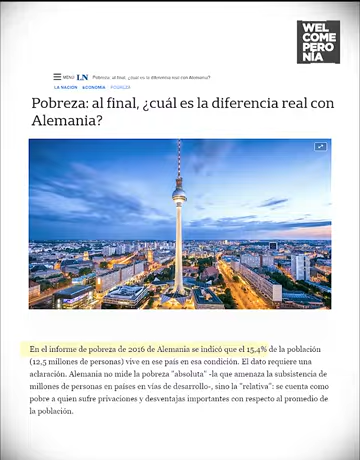 WEL
COME
PERO
NIA
MENU LN Pobreza: al final, ¿cuál es la diferencia real con Alemania?
LA NACION ECONOMIA POBREZA
Pobreza: al final, ¿cuál es la diferencia real con
Alemania?
En el informe de pobreza de 2016 de Alemania se indicó que el 15,4% de la población
(12,5 millones de personas) vive en ese país en esa condición. El dato requiere una
aclaración. Alemania no mide la pobreza "absoluta" -la que amenaza la subsistencia de
millones de personas en países en vías de desarrollo-, sino la "relativa": se cuenta como
pobre a quien sufre privaciones y desventajas importantes con respecto al promedio de
la población.